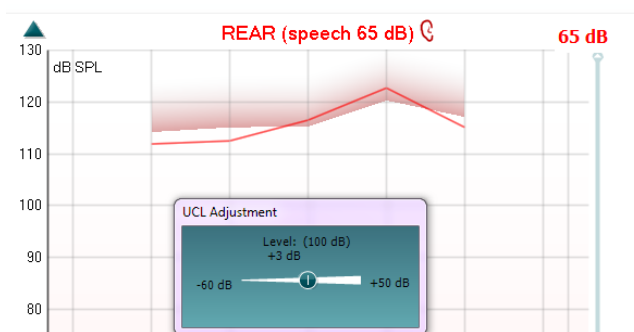 REAR (speech 65 dB)
65 dB
130
dB SPL
120
110
100
UCL Adjustment
Level: (100 dB)
+3 dB
90
-60 dB
+50 dB
80